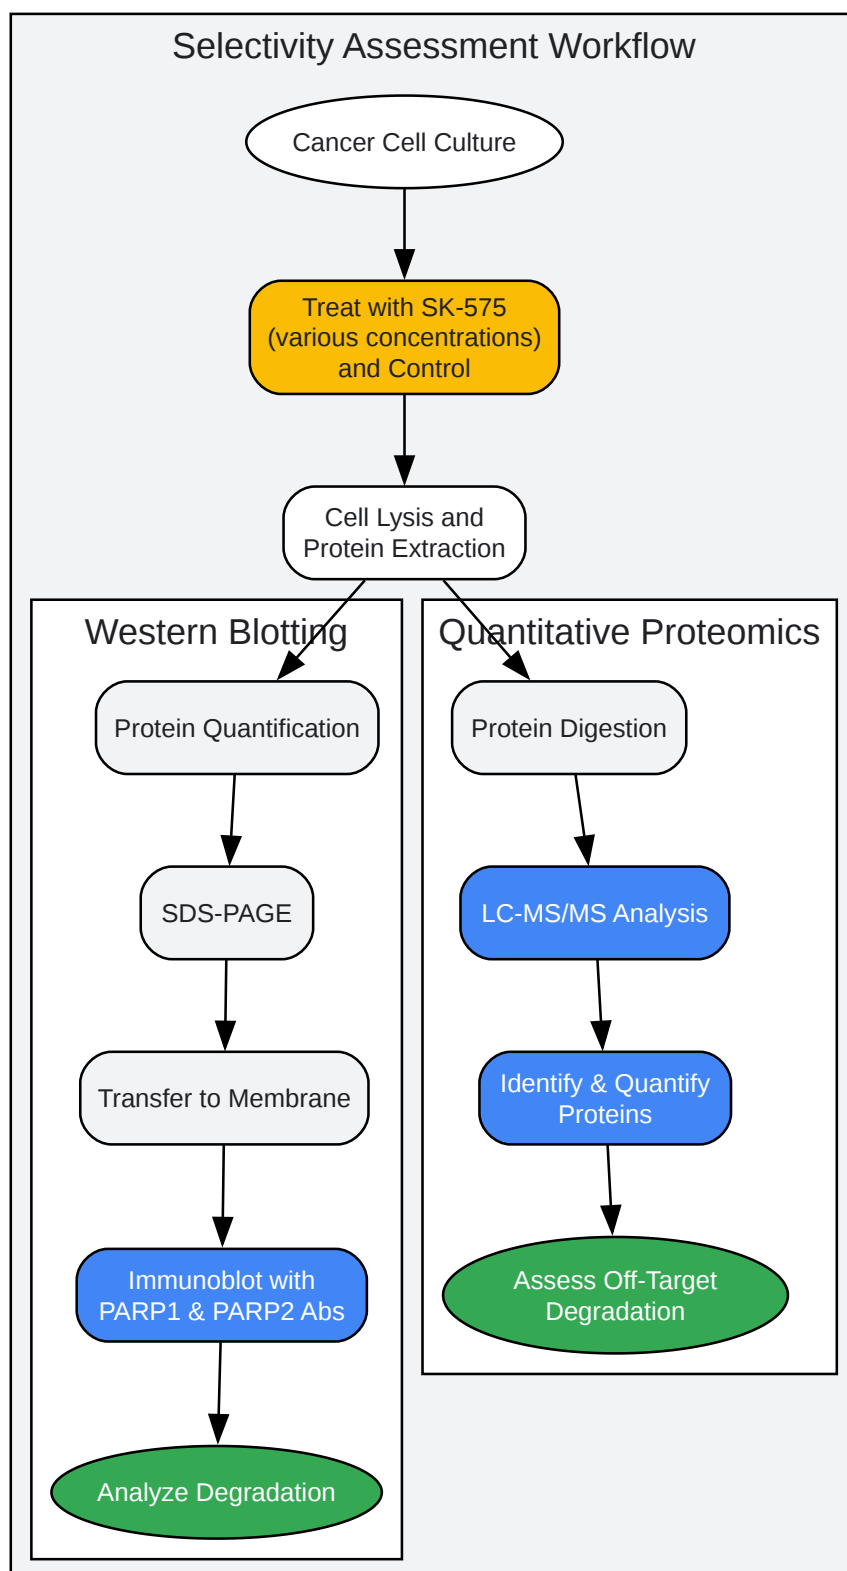 Selectivity Assessment Workflow
Cancer Cell Culture
Treat with SK-575
(various concentrations)
and Control
Cell Lysis and
Protein Extraction
Western Blotting
Protein Quantification
SDS-PAGE
Transfer to Membrane
Immunoblot with
PARP1 & PARP2 Abs
Analyze Degradation
Quantitative Proteomics
Protein Digestion
LC-MS/MS Analysis
Identify & Quantify
Proteins
Assess Off-Target
Degradation